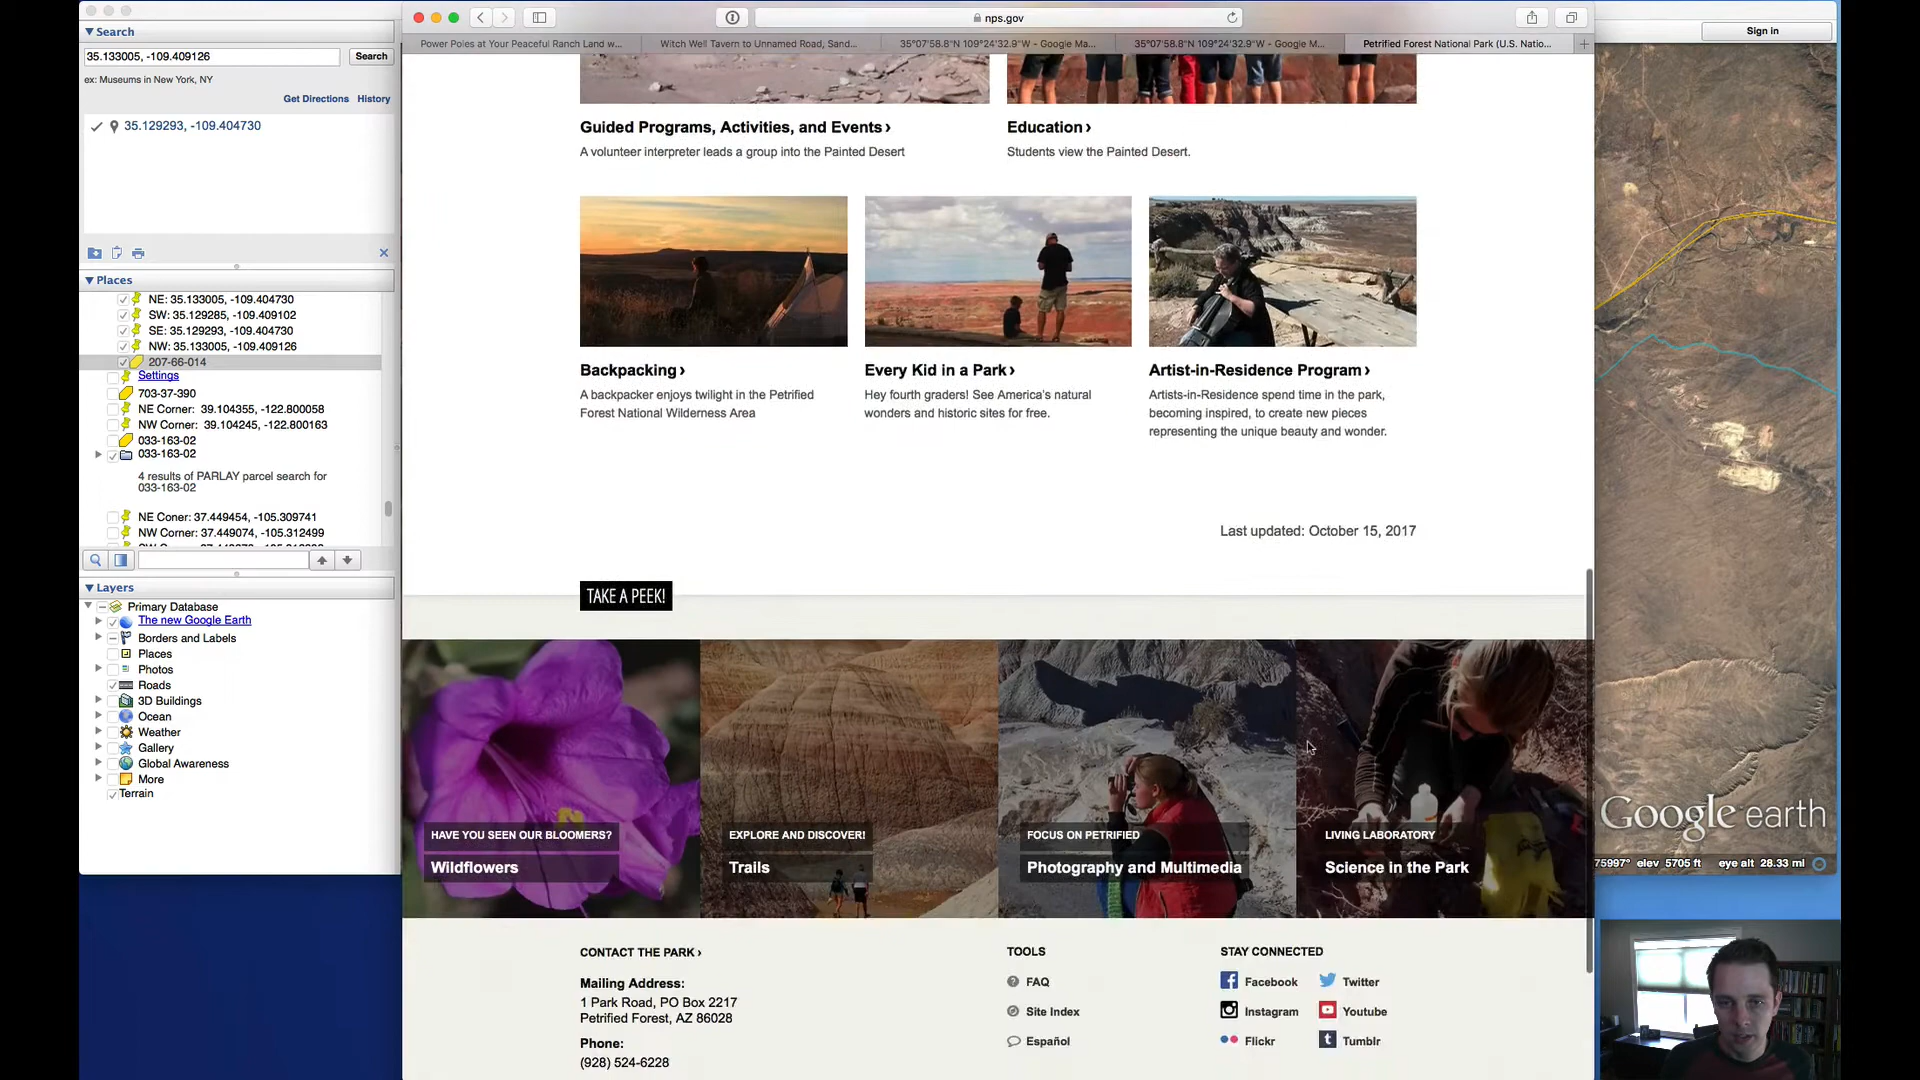 Search
35.133005, -109.409126
Search
ex: Museums in New York, NY
Get Directions History
35.129293, -109.404730
Places
NE: 35.133005, -109.404730
SW: 35.129285, -109.409102
SE: 35.129293, -109.404730
NW: 35.133005, -109.409126
207-66-014
Settings
703-37-390
NE Corner: 39.104355, -122.800058
NW Corner: 39.104245, -122.800163
033-163-02
033-163-02
4 results of PARLAY parcel search for
033-163-02
NE Coner: 37.449454, -105.309741
NW Corner: 37.449074, -105.312499
Layers
Primary Database
The new Google Earth
Borders and Labels
Places
Photos
Roads
3D Buildings
Ocean
Weather
Gallery
Global Awareness
More
Terrain
nps.gov
Power Poles at Your Peaceful Ranch Land w...
Witch Well Tavern to Unnamed Road, Sand...
35°07'58.8"N 109°24'32.9"W - Google Ma...
35°07'58.8"N 109°24'32.9"W - Google M...
Petrified Forest National Park (U.S. Natio...
Sign in
Guided Programs, Activities, and Events ›
A volunteer interpreter leads a group into the Painted Desert
Education ›
Students view the Painted Desert.
Backpacking ›
A backpacker enjoys twilight in the Petrified
Forest National Wilderness Area
Every Kid in a Park ›
Hey fourth graders! See America's natural
wonders and historic sites for free.
Artist-in-Residence Program ›
Artists-in-Residence spend time in the park,
becoming inspired, to create new pieces
representing the unique beauty and wonder.
Last updated: October 15, 2017
TAKE A PEEK!
HAVE YOU SEEN OUR BLOOMERS?
Wildflowers
EXPLORE AND DISCOVER!
Trails
FOCUS ON PETRIFIED
Photography and Multimedia
LIVING LABORATORY
Science in the Park
CONTACT THE PARK ›
Mailing Address:
1 Park Road, PO Box 2217
Petrified Forest, AZ 86028
Phone:
(928) 524-6228
TOOLS
FAQ
Site Index
Español
STAY CONNECTED
Facebook
Twitter
Instagram
Youtube
Flickr
Tumblr
Google earth
75997° elev 5705 ft eye alt 28.33 mi